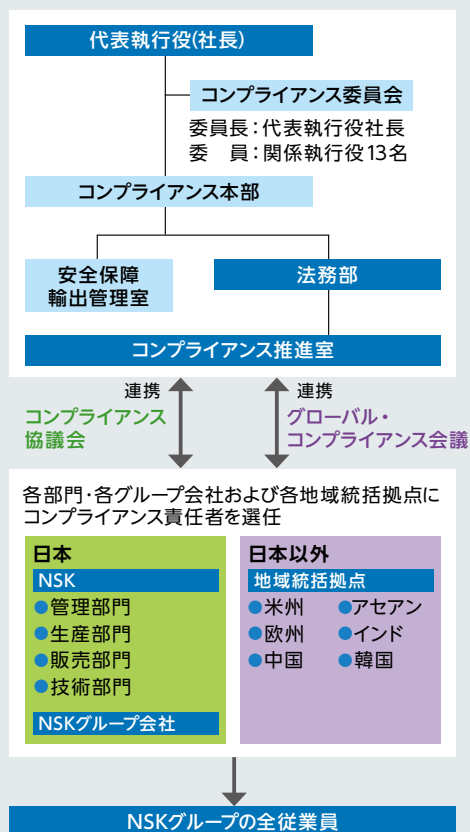 代表執行役(社長)
コンプライアンス委員会
委員長：代表執行役社長
委　員：関係執行役13名
コンプライアンス本部
安全保障
輸出管理室
法務部
コンプライアンス推進室
連携
連携
コンプライアンス
協議会
グローバル・
コンプライアンス会議
各部門・各グループ会社および各地域統括拠点に
コンプライアンス責任者を選任
日本
NSK
●管理部門
●生産部門
●販売部門
●技術部門
NSKグループ会社
日本以外
地域統括拠点
●米州
●アセアン
●欧州
●インド
●中国
●韓国
NSKグループの全従業員